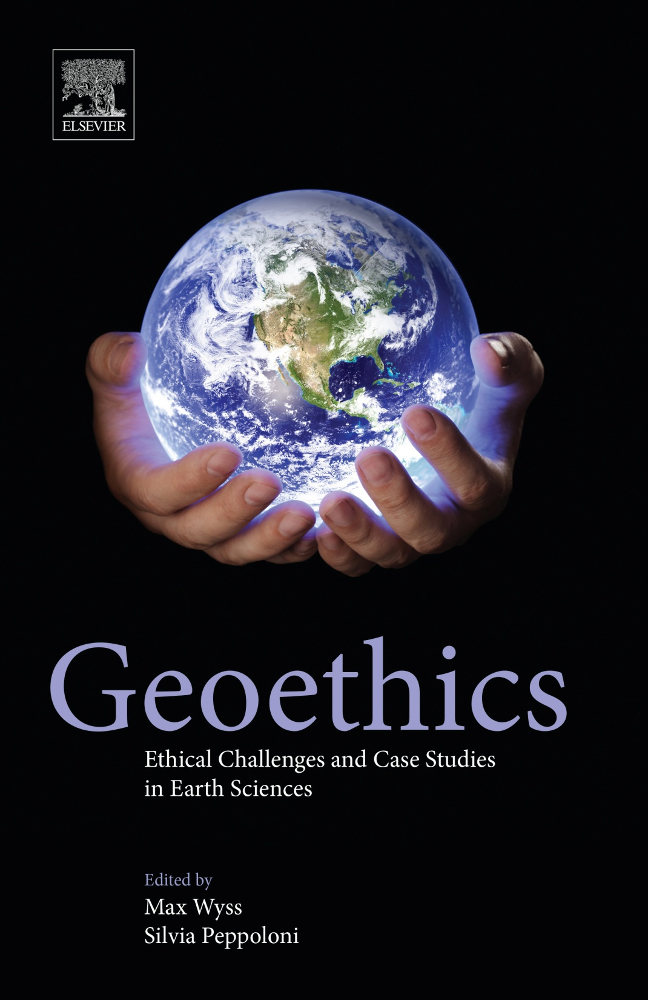 ELSEVIER
Geoethics
Ethical Challenges and Case Studies
in Earth Sciences
Edited by
Max Wyss
Silvia Peppoloni